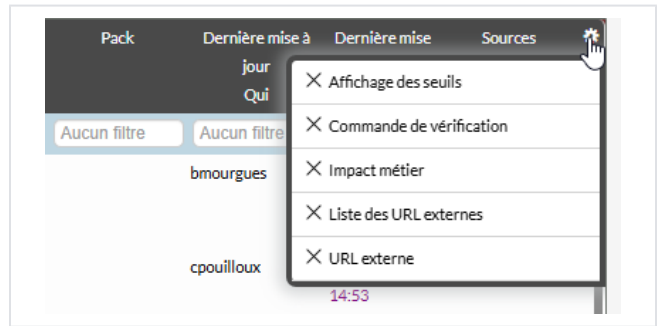 Pack
Dernière mise à
jour
Qui
Dernière mise
Sources
Affichage des seuils
Commande de vérification
Impact métier
Liste des URL externes
URL externe
Aucun filtre
Aucun filtre
bmourgues
cpouilloux
14:53